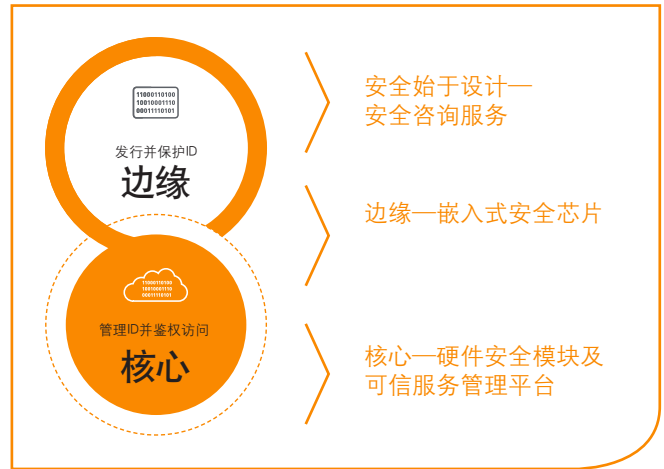 11000110100
10010001110
00011110101
发行并保护ID
边缘
11000110100
10010001110
00011110101
管理ID并鉴权访问
核心
安全始于设计—
安全咨询服务
边缘—嵌入式安全芯片
核心—硬件安全模块及
可信服务管理平台